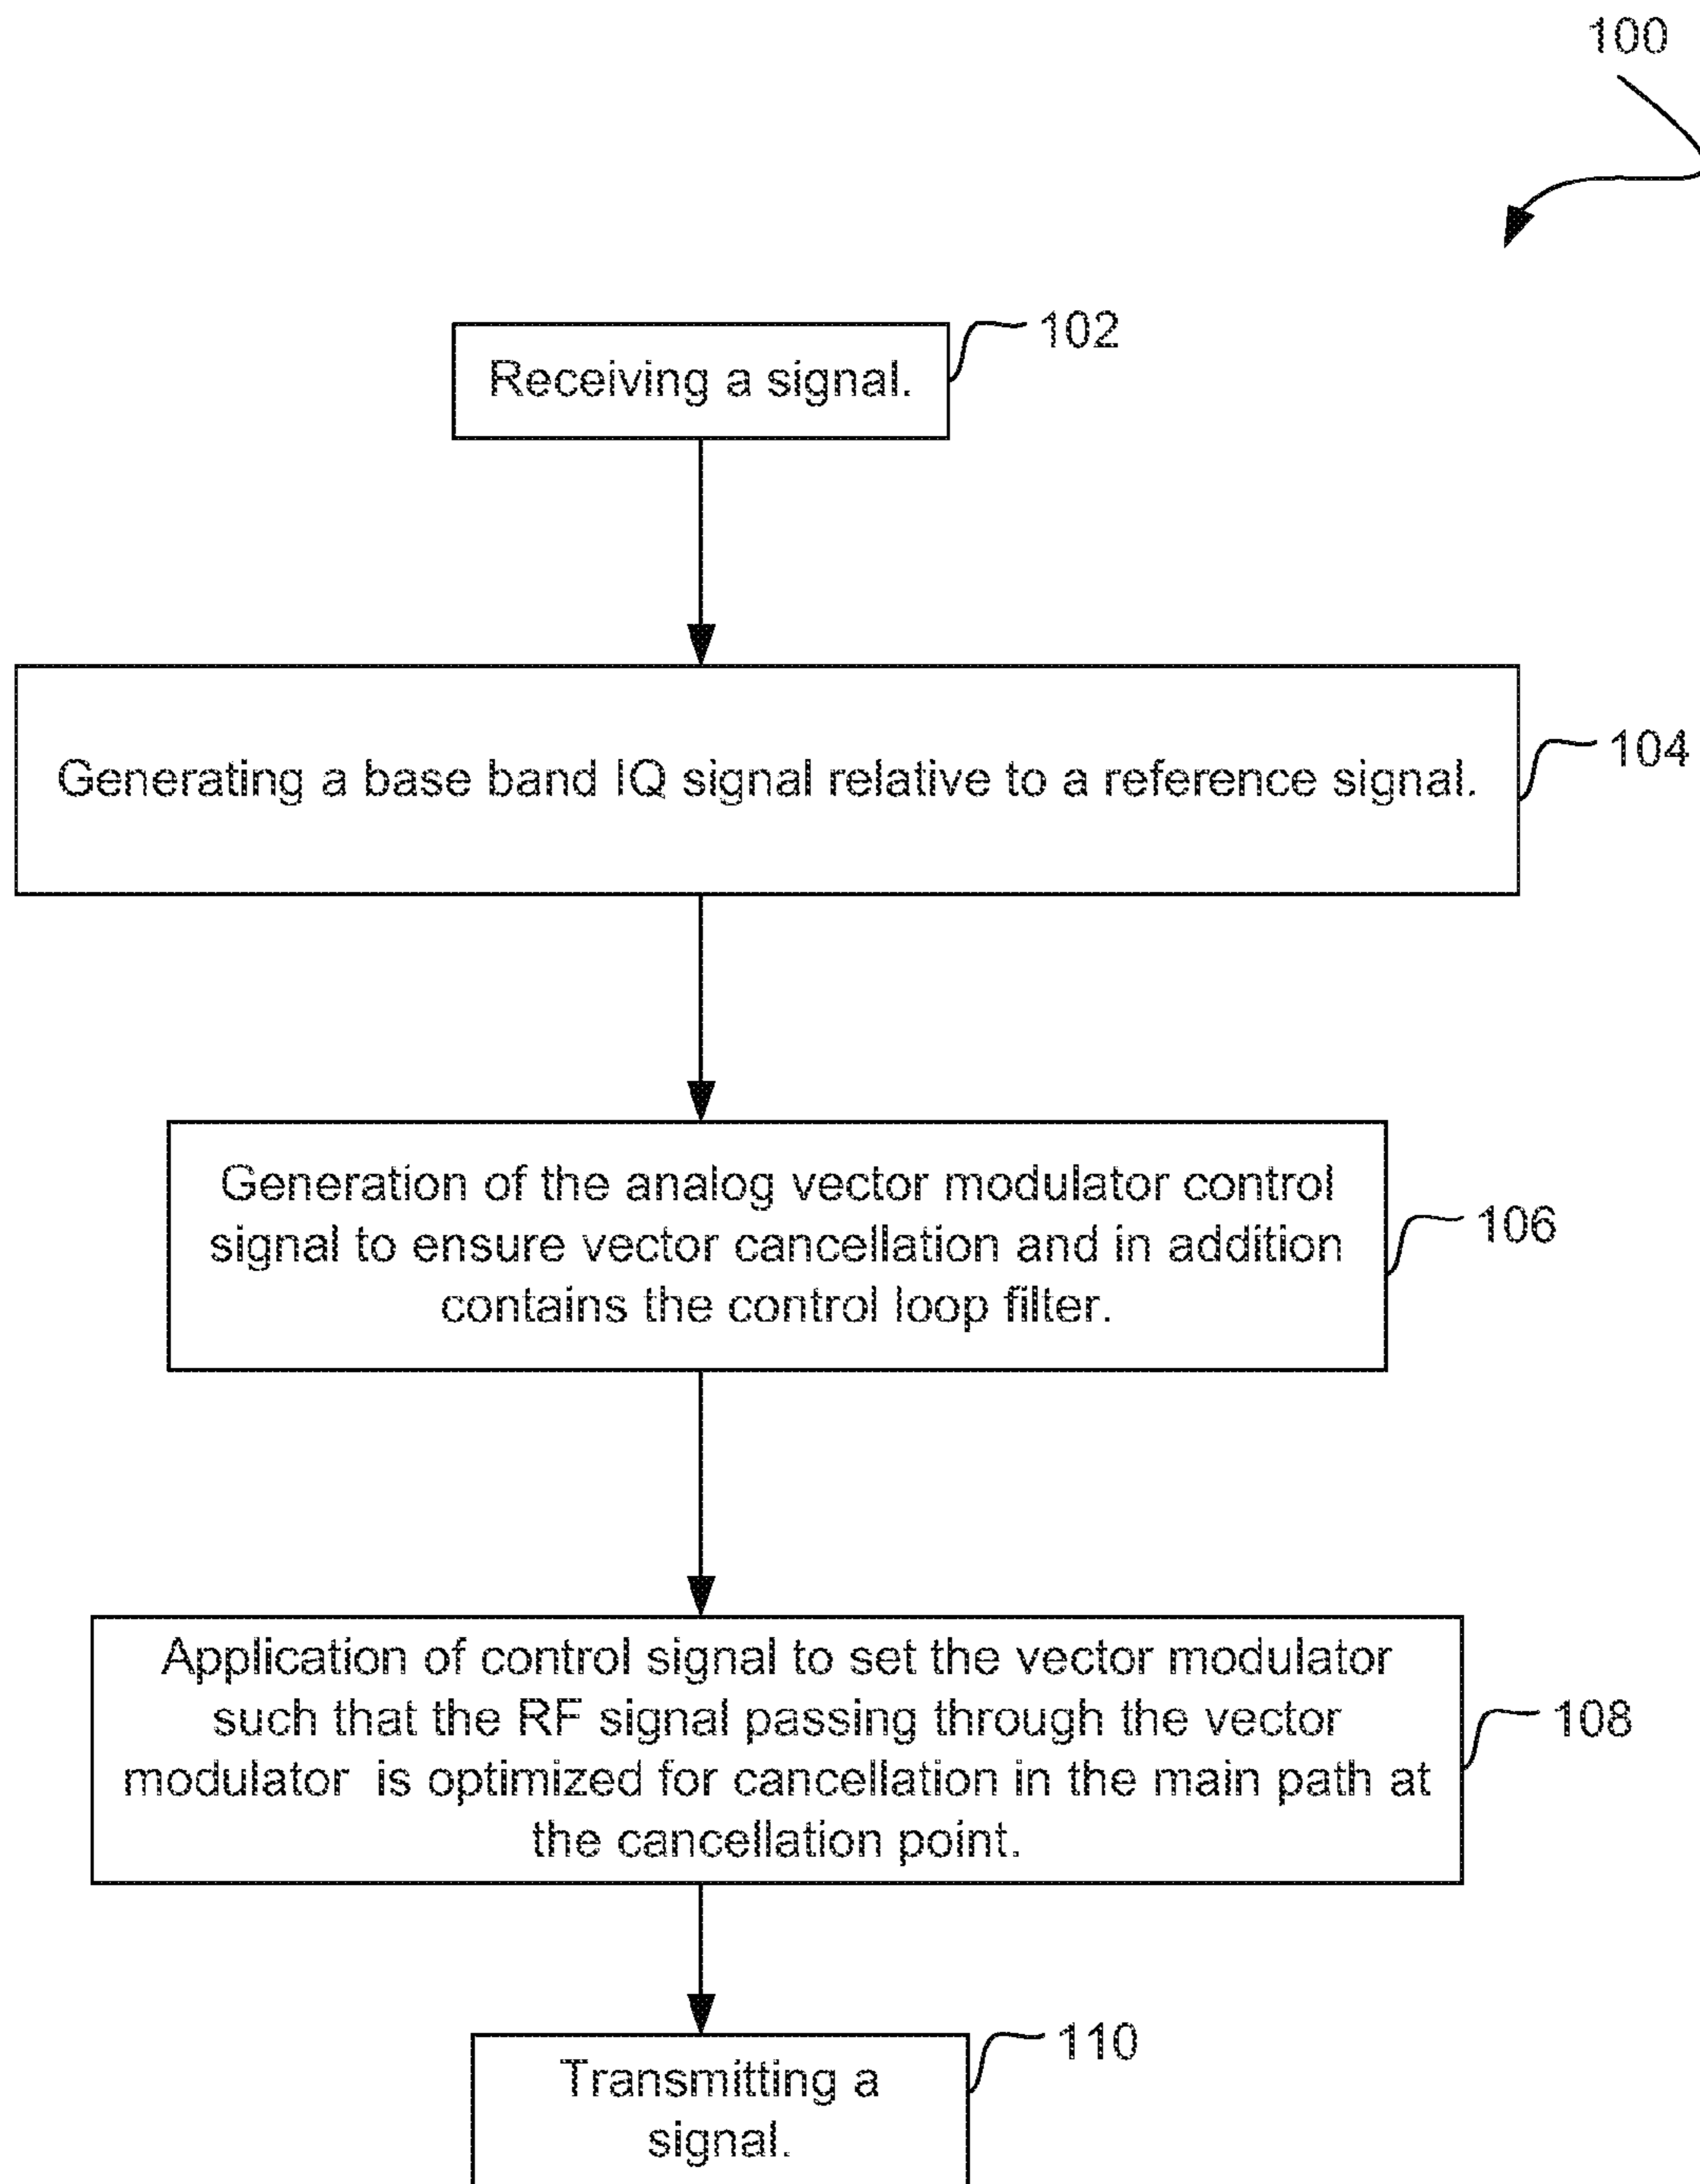 100
102
Receiving a signal.
104
Generating a base band IQ signal relative to a reference signal.
Generation of the analog vector modulator control
signal to ensure vector cancellation and in addition
contains the control loop filter.
106
Application of control signal to set the vector modulator
such that the RF signal passing through the vector
modulator is optimized for cancellation in the main path at
the cancellation point.
108
110
Transmitting a
signal.